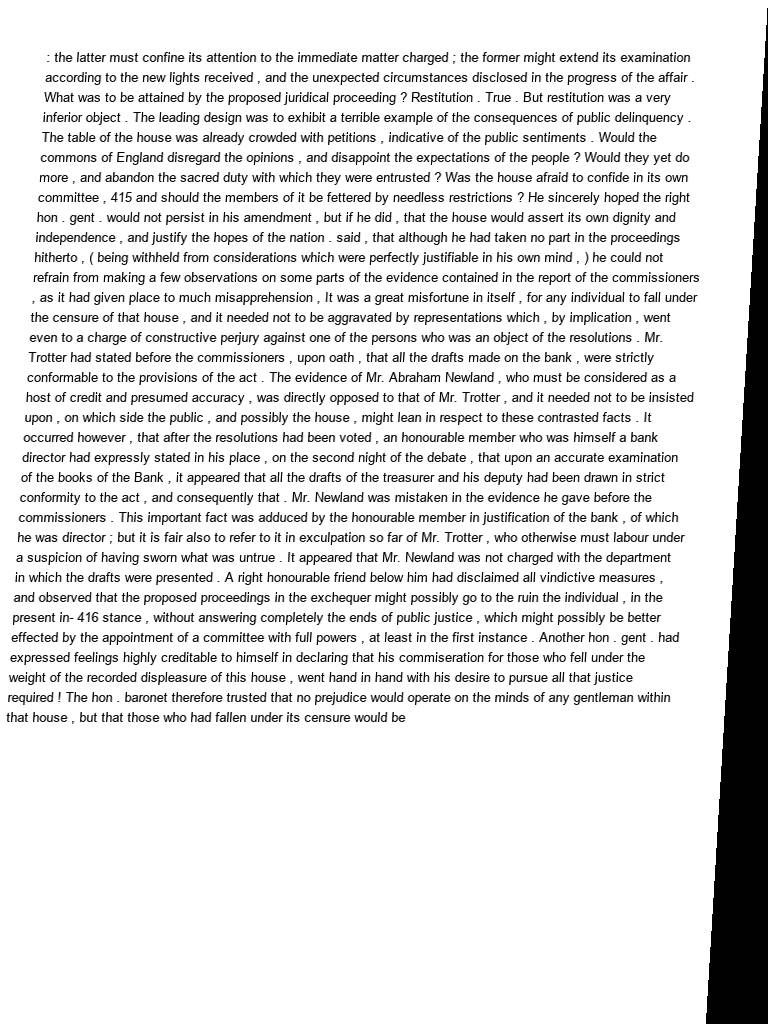 : the latter must confine its attention to the immediate matter charged ; the former might extend its examination
according to the new lights received , and the unexpected circumstances disclosed in the progress of the affair .
What was to be attained by the proposed juridical proceeding ? Restitution . True . But restitution was a very
inferior object . The leading design was to exhibit a terrible example of the consequences of public delinquency .
The table of the house was already crowded with petitions , indicative of the public sentiments . Would the
commons of England disregard the opinions , and disappoint the expectations of the people ? Would they yet do
more , and abandon the sacred duty with which they were entrusted ? Was the house afraid to confide in its own
committee , 415 and should the members of it be fettered by needless restrictions ? He sincerely hoped the right
hon . gent . would not persist in his amendment , but if he did , that the house would assert its own dignity and
independence , and justify the hopes of the nation . said , that although he had taken no part in the proceedings
hitherto , ( being withheld from considerations which were perfectly justifiable in his own mind , ) he could not
refrain from making a few observations on some parts of the evidence contained in the report of the commissioners
, as it had given place to much misapprehension , It was a great misfortune in itself , for any individual to fall under
the censure of that house , and it needed not to be aggravated by representations which , by implication , went
even to a charge of constructive perjury against one of the persons who was an object of the resolutions . Mr.
Trotter had stated before the commissioners , upon oath , that all the drafts made on the bank , were strictly
conformable to the provisions of the act . The evidence of Mr. Abraham Newland , who must be considered as a
host of credit and presumed accuracy , was directly opposed to that of Mr. Trotter , and it needed not to be insisted
upon , on which side the public , and possibly the house , might lean in respect to these contrasted facts . It
occurred however , that after the resolutions had been voted , an honourable member who was himself a bank
director had expressly stated in his place , on the second night of the debate , that upon an accurate examination
of the books of the Bank , it appeared that all the drafts of the treasurer and his deputy had been drawn in strict
conformity to the act , and consequently that . Mr. Newland was mistaken in the evidence he gave before the
commissioners . This important fact was adduced by the honourable member in justification of the bank , of which
he was director ; but it is fair also to refer to it in exculpation so far of Mr. Trotter , who otherwise must labour under
a suspicion of having sworn what was untrue . It appeared that Mr. Newland was not charged with the department
in which the drafts were presented . A right honourable friend below him had disclaimed all vindictive measures ,
and observed that the proposed proceedings in the exchequer might possibly go to the ruin the individual , in the
present in- 416 stance , without answering completely the ends of public justice , which might possibly be better
effected by the appointment of a committee with full powers , at least in the first instance . Another hon . gent . had
expressed feelings highly creditable to himself in declaring that his commiseration for those who fell under the
weight of the recorded displeasure of this house , went hand in hand with his desire to pursue all that justice
required ! The hon . baronet therefore trusted that no prejudice would operate on the minds of any gentleman within
that house , but that those who had fallen under its censure would be